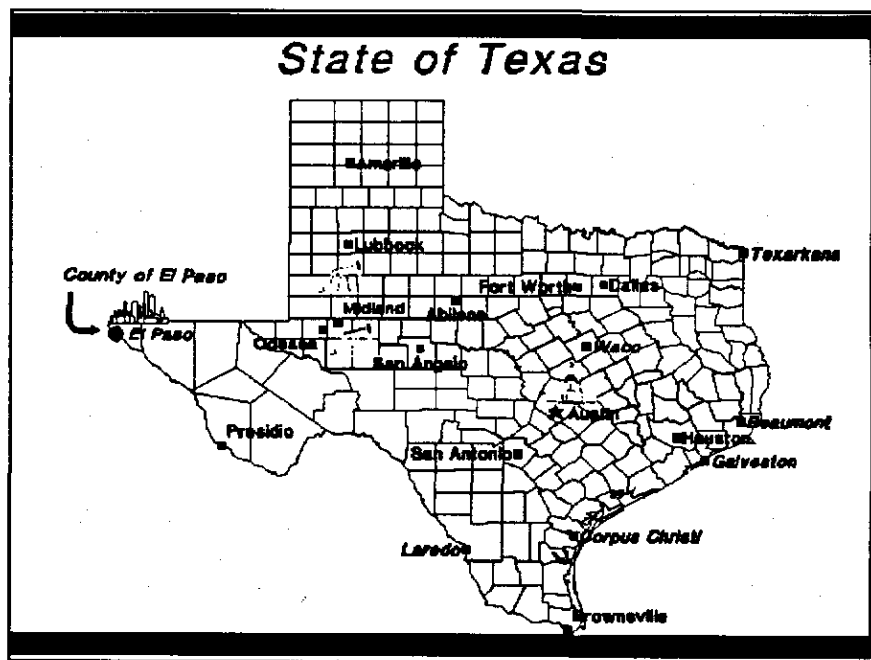 State of Texas
Amarillo
Lubbock
Texarkana
County of El Paso
Fort Worth
Dallas
Midland
Abilene
El Paso
Odessa
Waco
San Angelo
Austin
Beaumont
Presidio
Houston
San Antonio
Galveston
Corpus Christi
Laredo
Brownsville